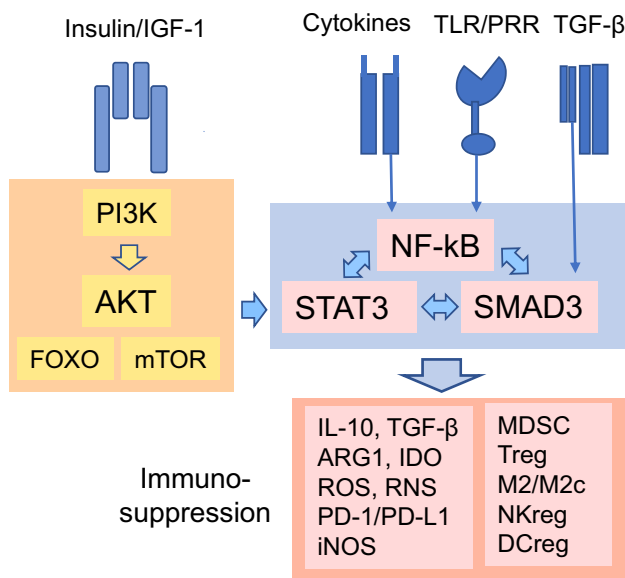 Insulin/IGF-1
Cytokines
TLR/PRR
TGF-β
PI3K
AKT
FOXO
mTOR
NF-kB
STAT3
SMAD3
Immuno-
suppression
IL-10, TGF-β
ARG1, IDO
ROS, RNS
PD-1/PD-L1
iNOS
MDSC
Treg
M2/M2c
NKreg
DCreg